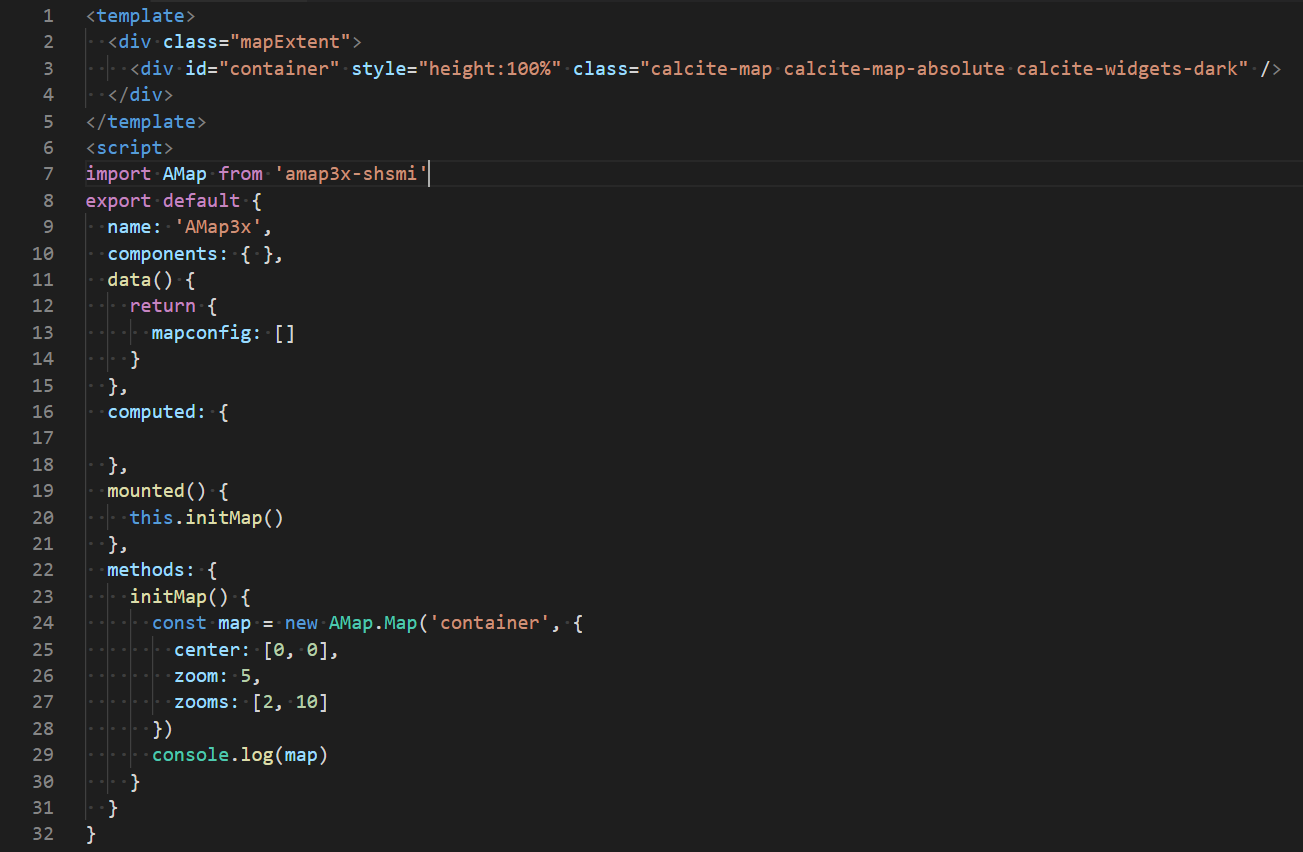 1 <template>
2   <div class="mapExtent">
3     <div id="container" style="height:100%" class="calcite-map calcite-map-absolute calcite-widgets-dark" />
4   </div>
5 </template>
6 <script>
7 import AMap from 'amap3x-shsmi'
8 export default {
9   name: 'AMap3x',
10   components: { },
11   data() {
12     return {
13       mapconfig: []
14     }
15   },
16   computed: {
17
18   },
19   mounted() {
20     this.initMap()
21   },
22   methods: {
23     initMap() {
24       const map = new AMap.Map('container', {
25         center: [0, 0],
26         zoom: 5,
27         zooms: [2, 10]
28       })
29       console.log(map)
30     }
31   }
32 }